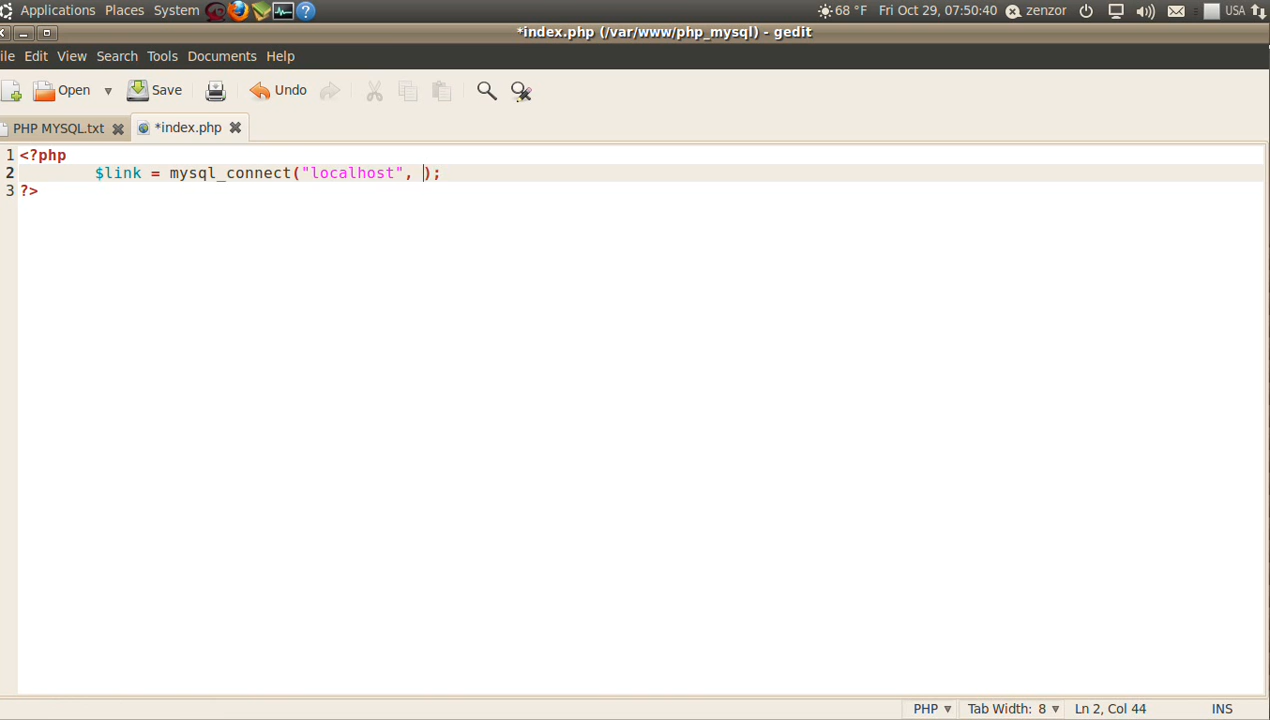 Applications Places System 68 °F Fri Oct 29, 07:50:40 zenzor USA
*index.php (/var/www/php_mysql) - gedit
ile Edit View Search Tools Documents Help
Open Save Undo
PHP MYSQL.txt *index.php
1 <?php
2 $link = mysql_connect("localhost", );
3 ?>
PHP Tab Width: 8 Ln 2, Col 44 INS